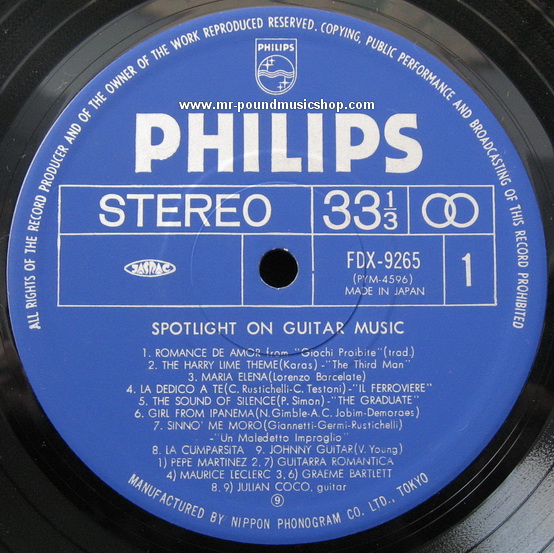 ALL RIGHTS OF THE RECORD PRODUCER AND OF THE OWNER OF THE WORK REPRODUCED RESERVED. COPYING, PUBLIC PERFORMANCE AND BROADCASTING OF THIS RECORD PROHIBITED
PHILIPS
www.mr-poundmusicshop.com
PHILIPS
STEREO 33 1/3
JASRAC FDX-9265 1
(PYM-4596)
MADE IN JAPAN
SPOTLIGHT ON GUITAR MUSIC
1. ROMANCE DE AMOR from "Giochi Proibite"(trad.)
2. THE HARRY LIME THEME(Karas)-"The Third Man"
3. MARIA ELENA(Lorenzo Barcelate)
4. LA DEDICO A TE(C. Rustichelli-C. Testoni)-"IL FERROVIERE"
5. THE SOUND OF SILENCE(P. Simon)-"THE GRADUATE"
6. GIRL FROM IPANEMA(N.Gimble-A.C. Jobim-Demoraes)
7. SINNO' ME MORO(Giannetti-Germi-Rustichelli)
-"Un Maledetto Improglio"
8. LA CUMPARSITA 9. JOHNNY GUITAR(V. Young)
1) PEPE MARTINEZ 2, 7) GUITARRA ROMANTICA
4) MAURICE LECLERC 3, 6) GRAEME BARTLETT
8. 9) JULIAN COCO, guitar
9
MANUFACTURED BY NIPPON PHONOGRAM CO. LTD., TOKYO